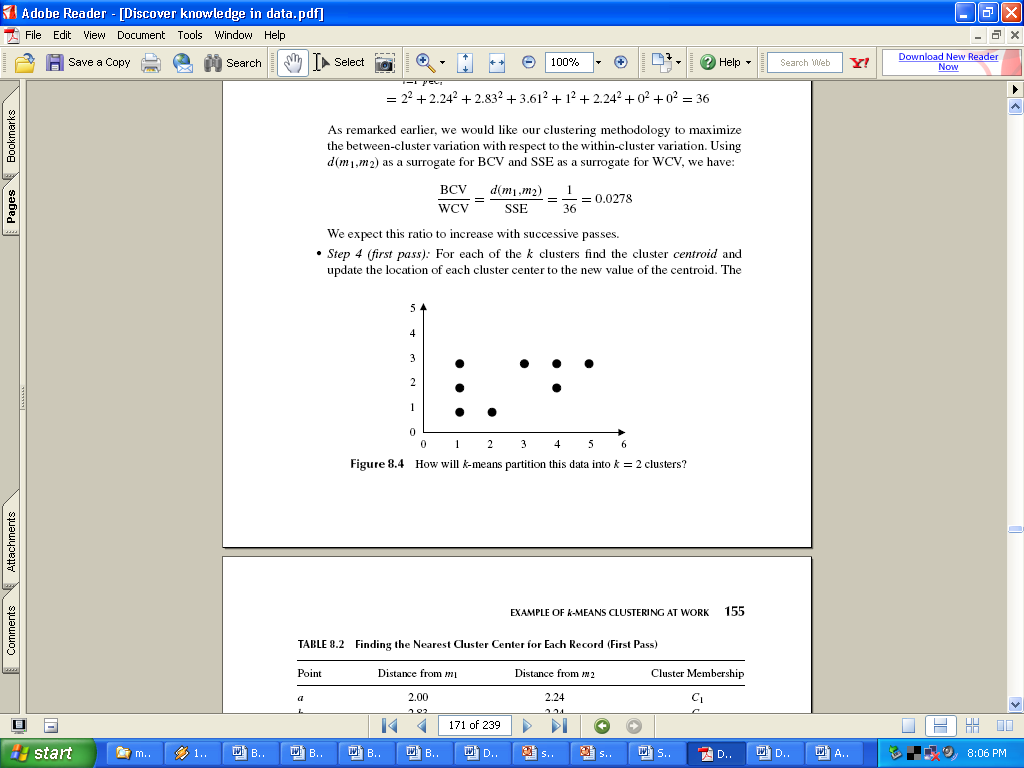 Adobe Reader - [Discover knowledge in data.pdf]
File Edit View Document Tools Window Help
Save a Copy Search Select 100% Help Search Web Y! Download New Reader Now
Bookmarks
Pages
Attachments
Comments
= 2² + 2.24² + 2.83² + 3.61² + 1² + 2.24² + 0² + 0² = 36
As remarked earlier, we would like our clustering methodology to maximize
the between-cluster variation with respect to the within-cluster variation. Using
d(m₁,m₂) as a surrogate for BCV and SSE as a surrogate for WCV, we have:
BCV/WCV = d(m₁,m₂)/SSE = 1/36 = 0.0278
We expect this ratio to increase with successive passes.
• Step 4 (first pass): For each of the k clusters find the cluster centroid and
update the location of each cluster center to the new value of the centroid. The
5
4
3
2
1
0
0 1 2 3 4 5 6
Figure 8.4 How will k-means partition this data into k = 2 clusters?
EXAMPLE OF k-MEANS CLUSTERING AT WORK 155
TABLE 8.2 Finding the Nearest Cluster Center for Each Record (First Pass)
Point Distance from m₁ Distance from m₂ Cluster Membership
a 2.00 2.24 C₁
171 of 239
start m.. 1.. B.. B.. B.. B.. D.. s.. s.. S.. D.. D.. A.. 8:06 PM